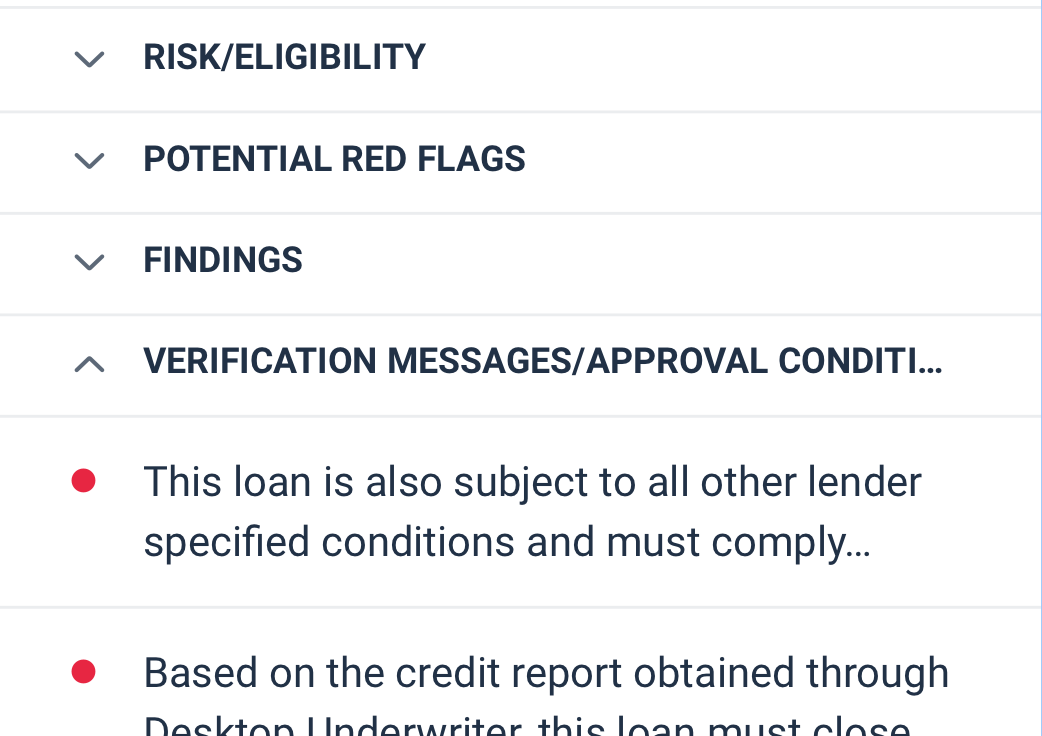 RISK/ELIGIBILITY
POTENTIAL RED FLAGS
FINDINGS
VERIFICATION MESSAGES/APPROVAL CONDITI...
This loan is also subject to all other lender
specified conditions and must comply...
Based on the credit report obtained through
Desktop Underwriter, this loan must close